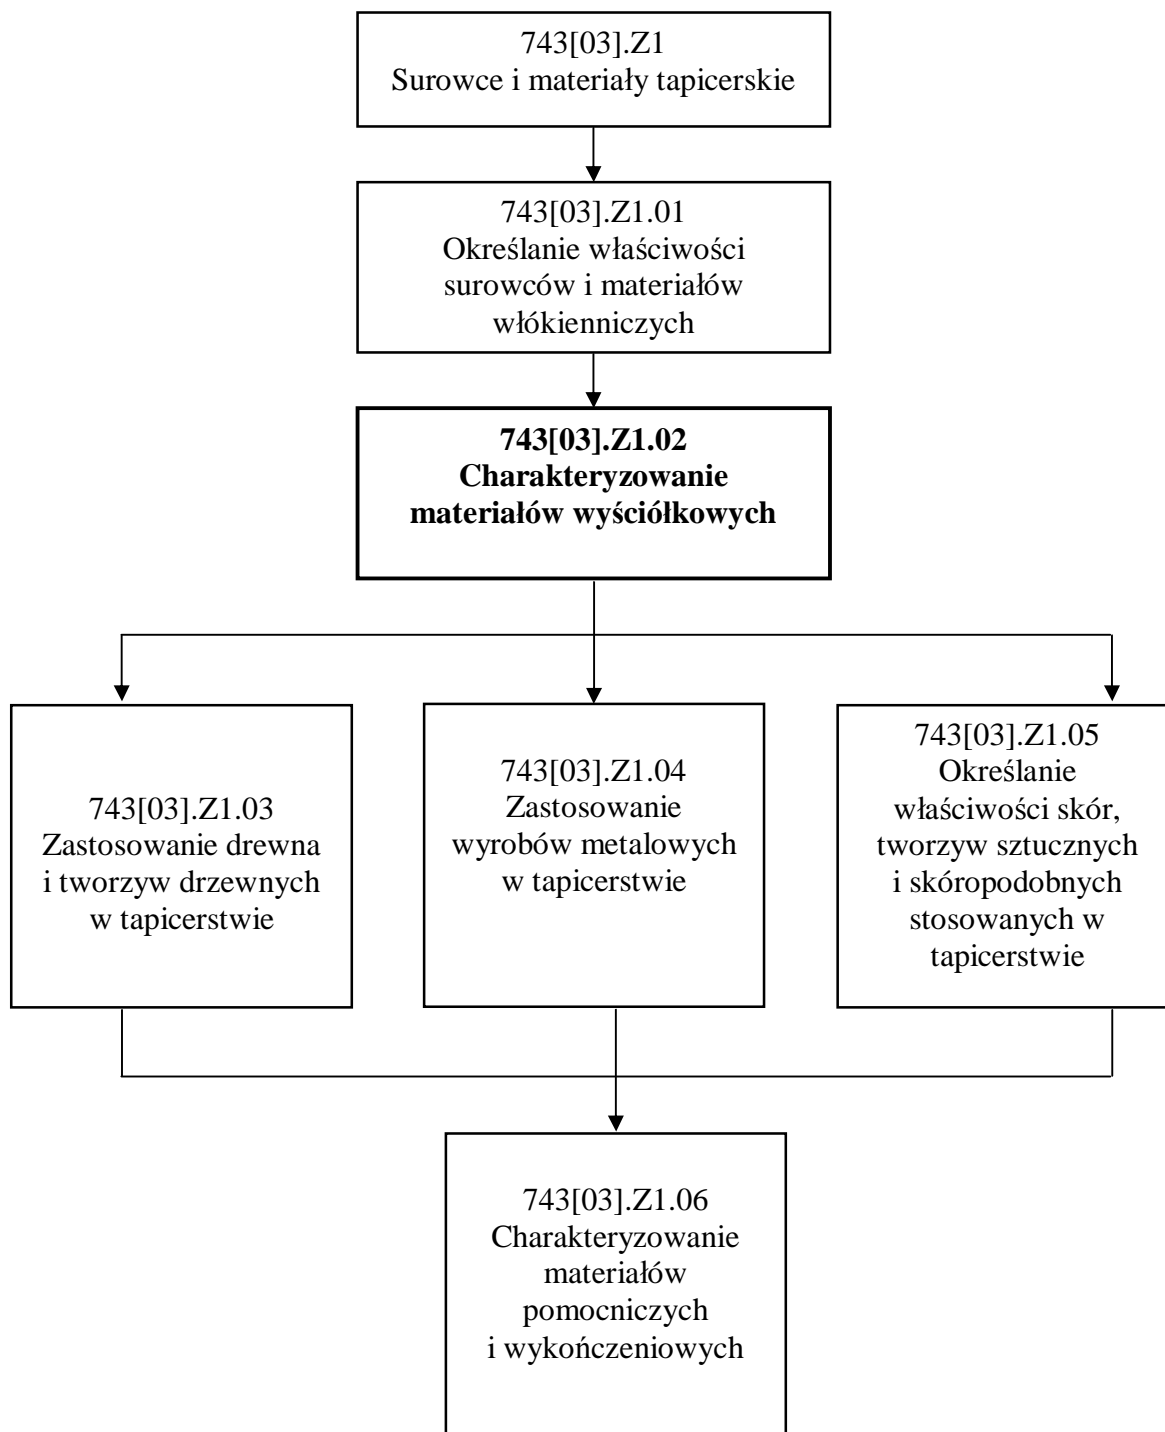 743[03].Z1
Surowce i materiały tapicerskie
743[03].Z1.01
Określanie właściwości
surowców i materiałów
włókienniczych
743[03].Z1.02
Charakteryzowanie
materiałów wyściółkowych
743[03].Z1.03
Zastosowanie drewna
i tworzyw drzewnych
w tapicerstwie
743[03].Z1.04
Zastosowanie
wyrobów metalowych
w tapicerstwie
743[03].Z1.05
Określanie
właściwości skór,
tworzyw sztucznych
i skóropodobnych
stosowanych w
tapicerstwie
743[03].Z1.06
Charakteryzowanie
materiałów
pomocniczych
i wykończeniowych